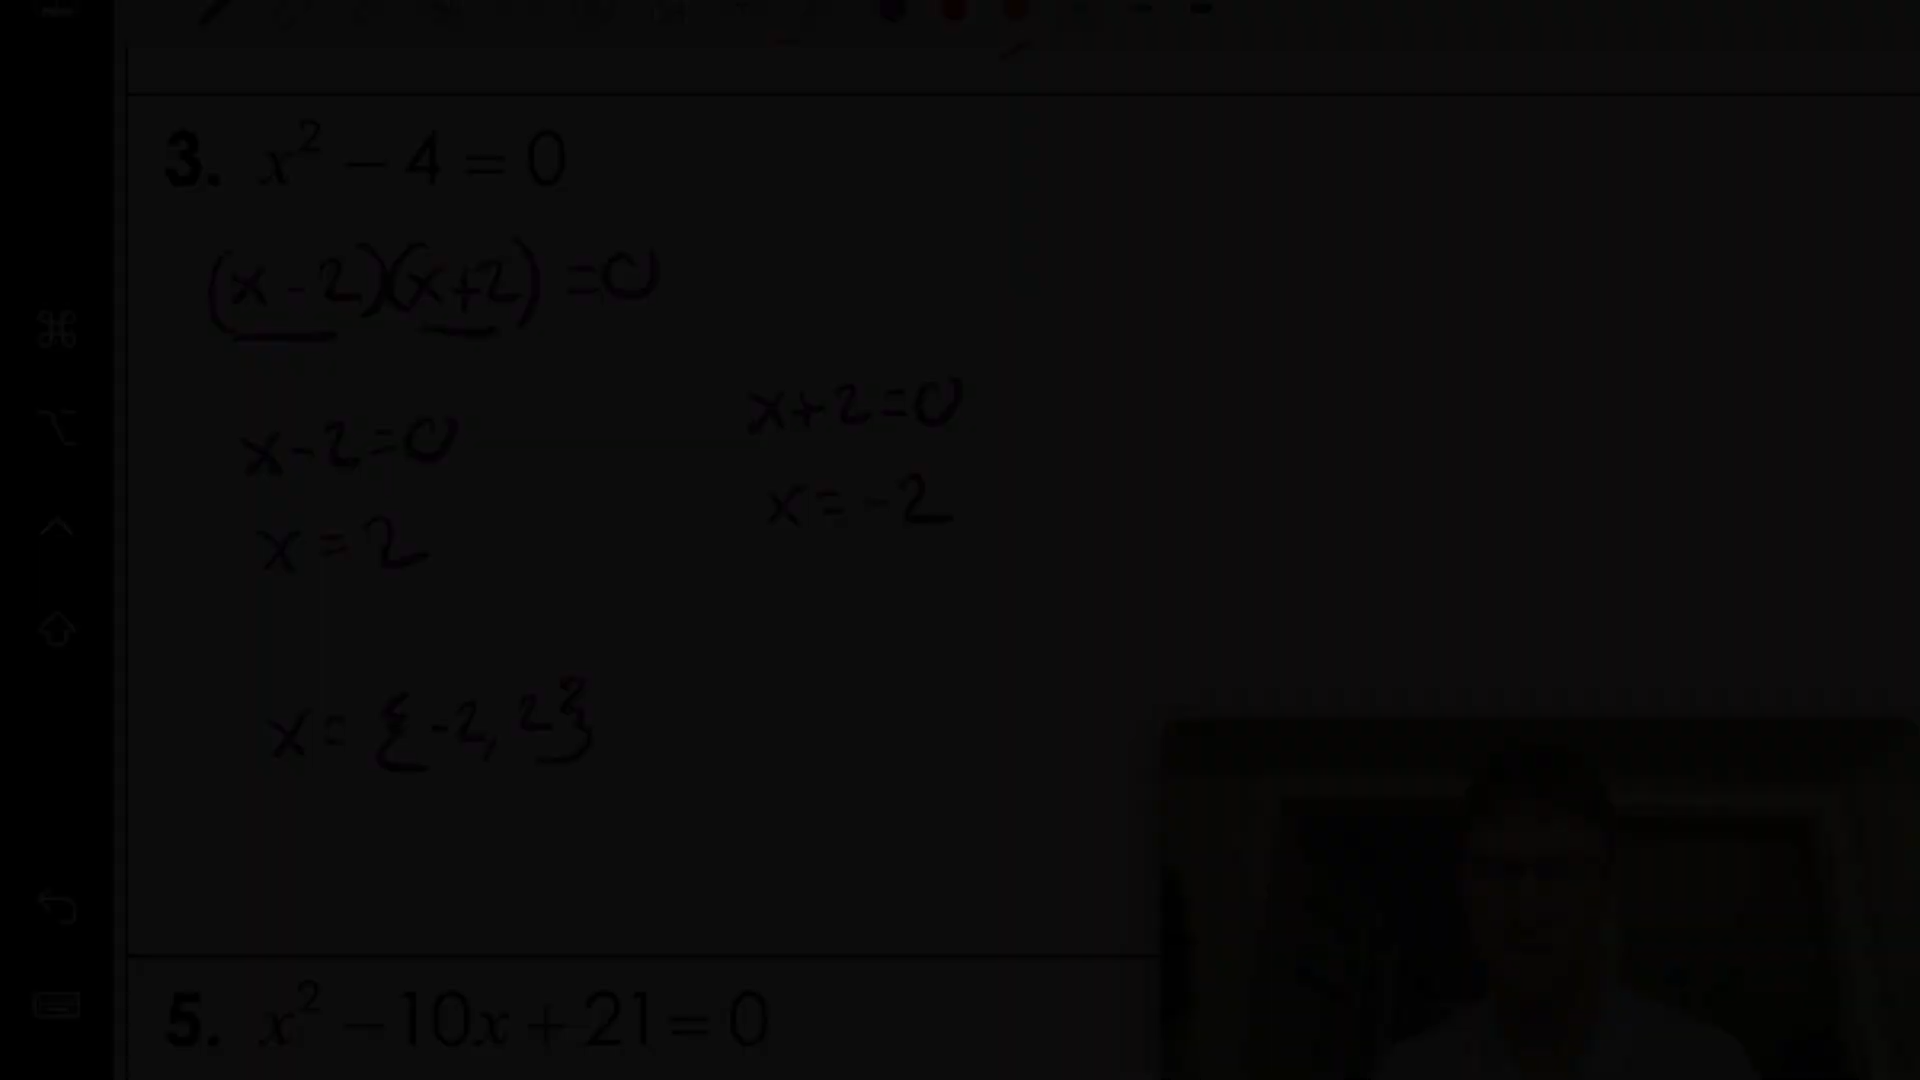 3. x² − 4 = 0
(x-2)(x+2) =0
x-2=0
x+2=0
x=2
x=-2
x= {-2, 2}
5. x² − 10x + 21 = 0